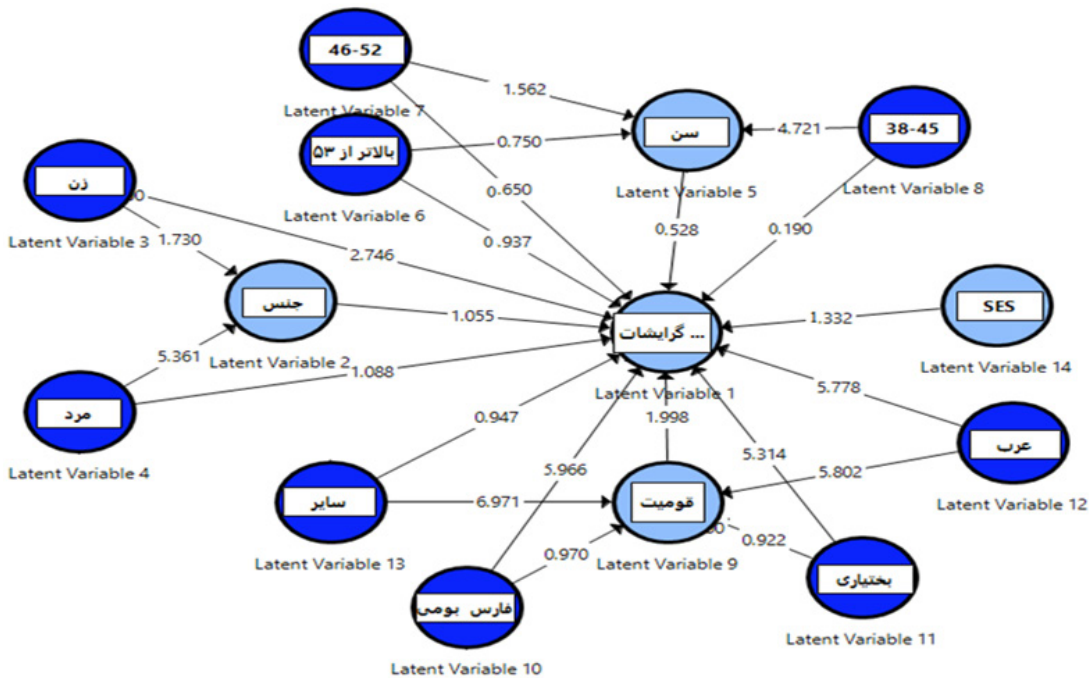 46-52
Latent Variable 7
1.562
سن
Latent Variable 5
4.721
38-45
Latent Variable 8
بالاتر از ۵۳
Latent Variable 6
0.750
0.650
0.937
0.528
0.190
زن
Latent Variable 3
1.730
2.746
جنس
Latent Variable 2
1.055
گرایشات ...
Latent Variable 1
1.332
SES
Latent Variable 14
5.361
مرد
Latent Variable 4
1.088
0.947
5.966
1.998
5.314
5.778
عرب
Latent Variable 12
5.802
سایر
Latent Variable 13
6.971
قومیت
Latent Variable 9
0.970
0.922
فارس بومی
Latent Variable 10
بختیاری
Latent Variable 11